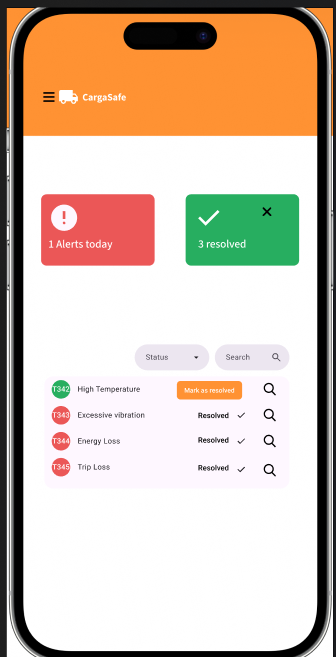 CargaSafe
1 Alerts today
3 resolved
Status
Search
T342 High Temperature Mark as resolved
T343 Excessive vibration Resolved
T344 Energy Loss Resolved
T345 Trip Loss Resolved